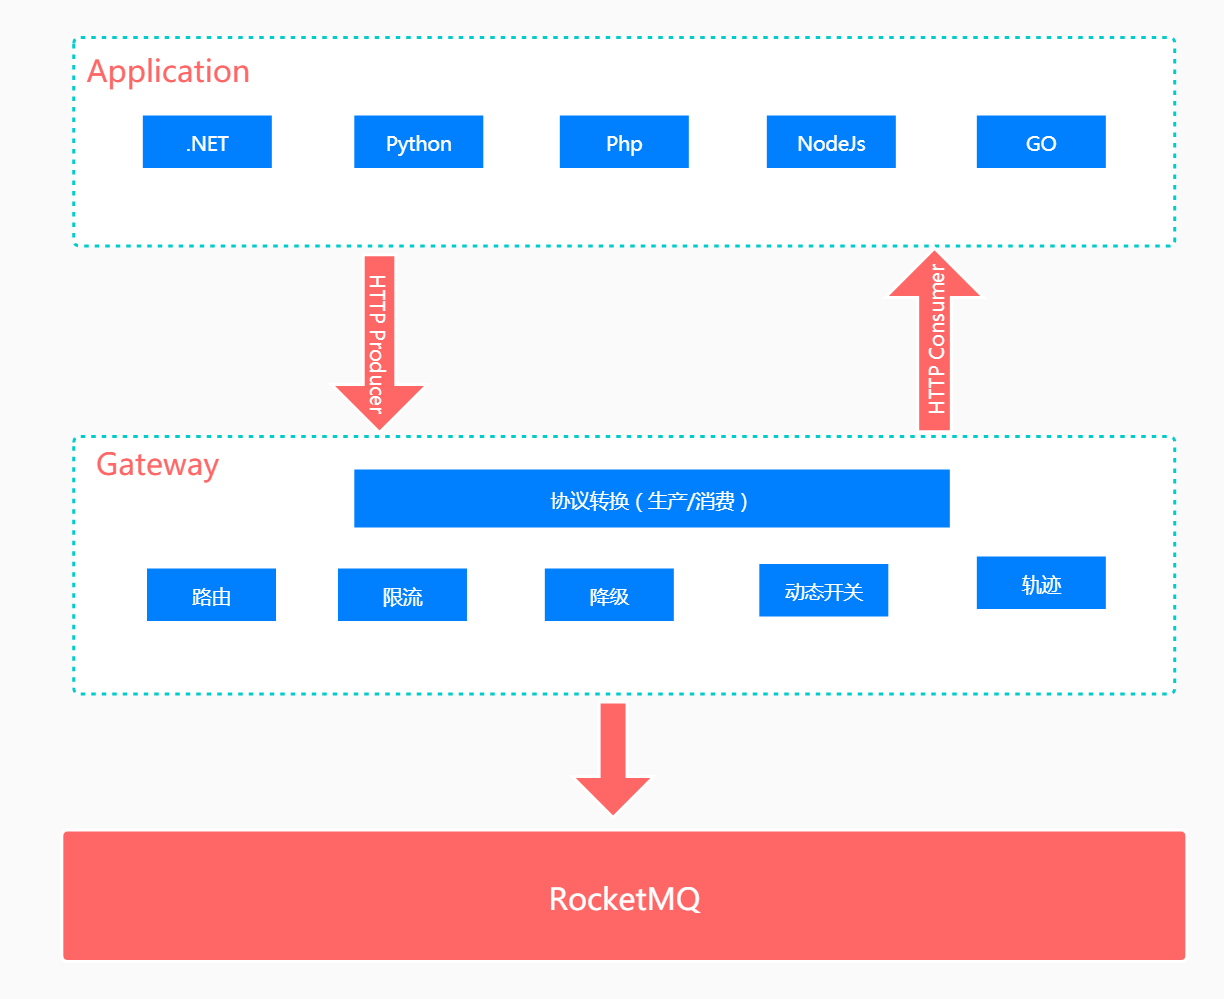 Application
.NET
Python
Php
NodeJs
GO
HTTP Producer
HTTP Consumer
Gateway
协议转换（生产/消费）
路由
限流
降级
动态开关
轨迹
RocketMQ